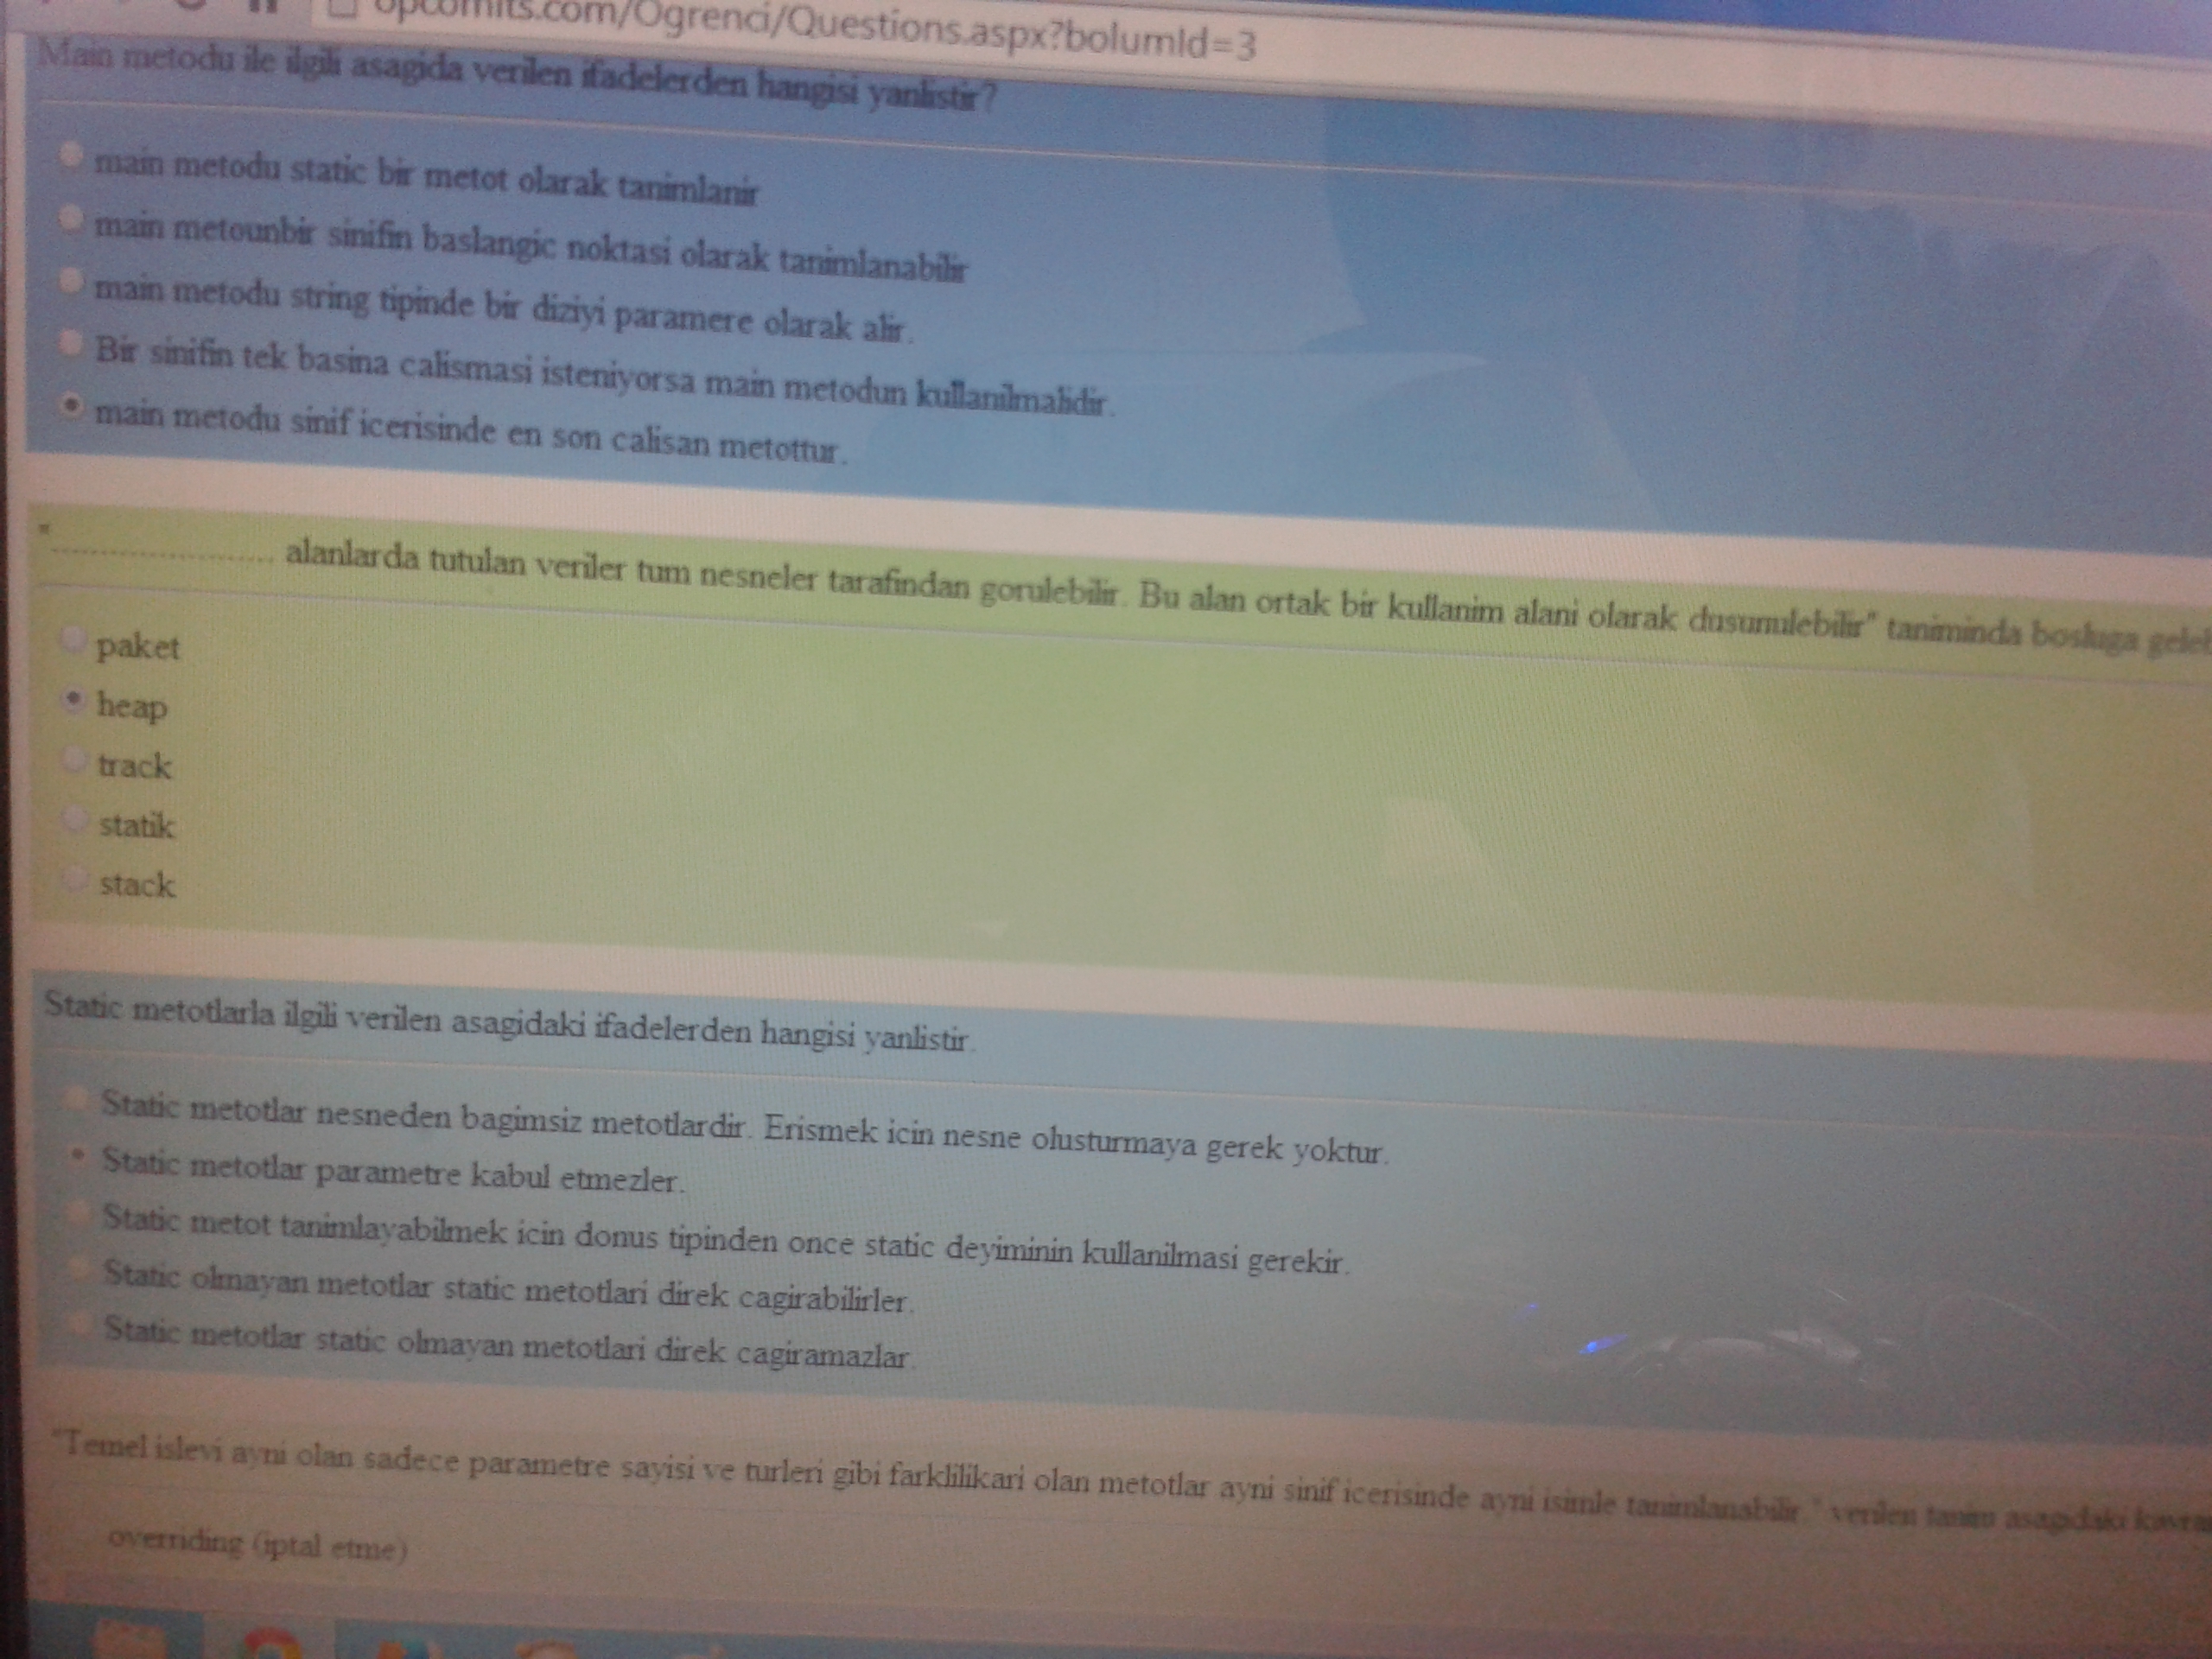 opcomits.com/Ogrenci/Questions.aspx?bolumId=3
Main metodu ile ilgili asagida verilen ifadelerden hangisi yanlistir?
main metodu static bir metot olarak tanimlanir
main metounbir sinifin baslangic noktasi olarak tanimlanabilir
main metodu string tipinde bir diziyi paramere olarak alir.
Bir sinifin tek basina calismasi isteniyorsa main metodun kullanilmalidir.
main metodu sinif icerisinde en son calisan metottur.
"........................ alanlarda tutulan veriler tum nesneler tarafindan gorulebilir. Bu alan ortak bir kullanim alani olarak dusunulebilir" taniminda bosluga
paket
heap
track
statik
stack
Static metotlarla ilgili verilen asagidaki ifadelerden hangisi yanlistir.
Static metotlar nesneden bagimsiz metotlardir. Erismek icin nesne olusturmaya gerek yoktur.
Static metotlar parametre kabul etmezler.
Static metot tanimlayabilmek icin donus tipinden once static deyiminin kullanilmasi gerekir.
Static olmayan metotlar static metotlari direk cagirabilirler.
Static metotlar static olmayan metotlari direk cagiramazlar.
"Temel islevi ayni olan sadece parametre sayisi ve turleri gibi farklilikari olan metotlar ayni sinif icerisinde ayni isimle tanimlanabilir." verilen tanim asagidaki
overriding (iptal etme)